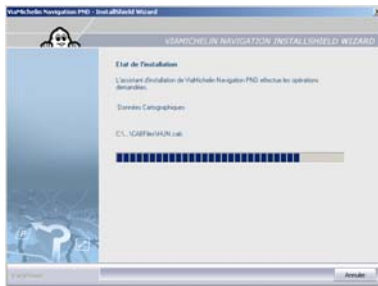 ViaMichelin Navigation PND - InstallShield Wizard
VIAMICHELIN NAVIGATION INSTALLSHIELD WIZARD
Etat de l'installation
L'assistant d'installation de ViaMichelin Navigation PND effectue les opérations
demandées.
Données Cartographiques
C:\...\CABFiles\HUN.cab
InstallShield
Annuler